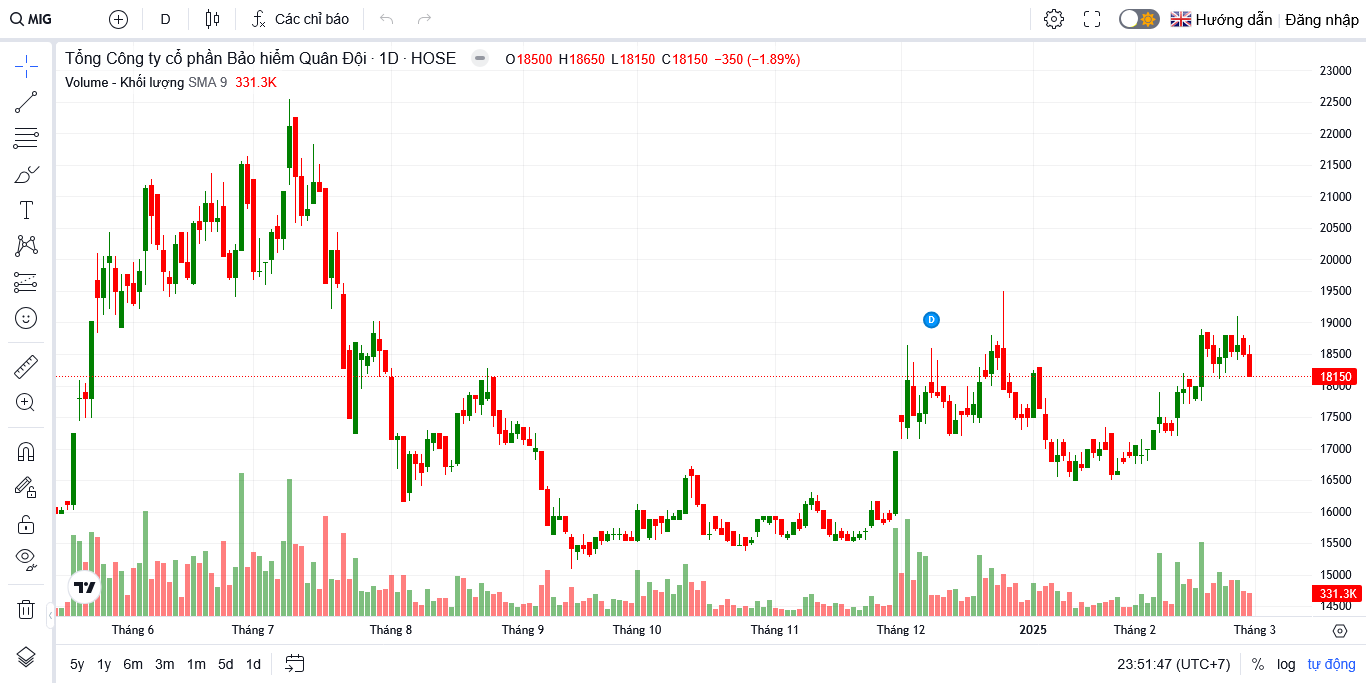 MIG D Các chỉ báo Hướng dẫn Đăng nhập
Tổng Công ty cổ phần Bảo hiểm Quân Đội · 1D · HOSE O18500 H18650 L18150 C18150 −350 (−1.89%)
Volume - Khối lượng SMA 9 331.3K
23000
22500
22000
21500
21000
20500
20000
19500
19000
D
18500
18150
18000
17500
17000
16500
16000
15500
15000
331.3K
14500
Tháng 6 Tháng 7 Tháng 8 Tháng 9 Tháng 10 Tháng 11 Tháng 12 2025 Tháng 2 Tháng 3
5y 1y 6m 3m 1m 5d 1d 23:51:47 (UTC+7) % log tự động